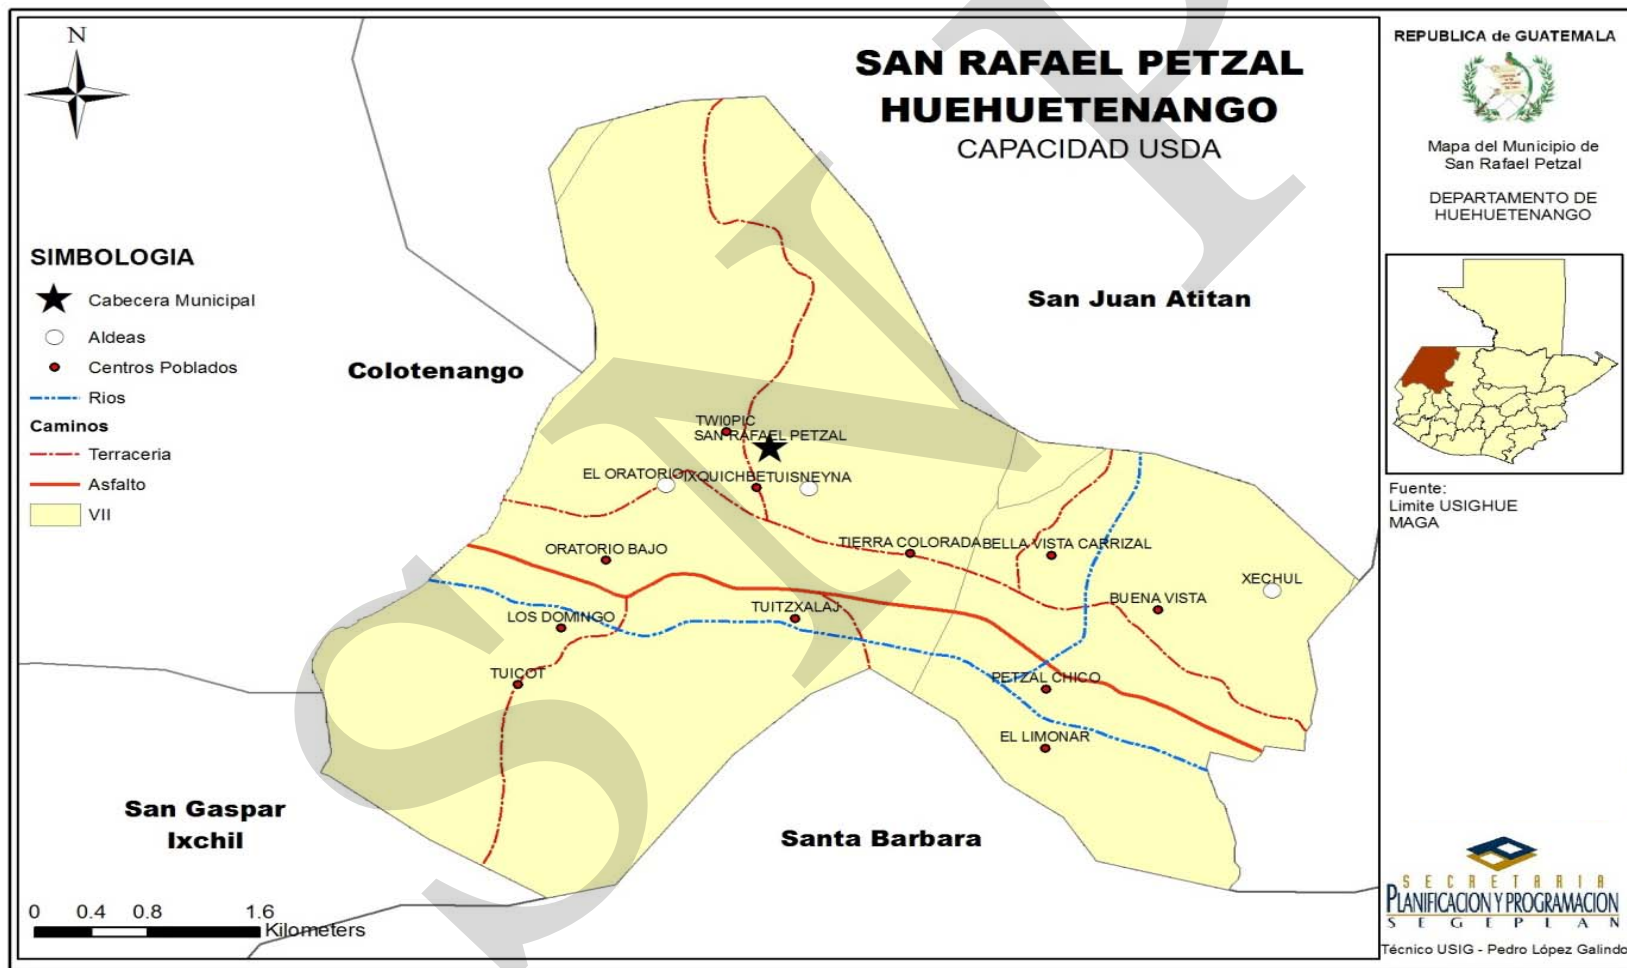 N
SAN RAFAEL PETZAL
HUEHUETENANGO
CAPACIDAD USDA
SIMBOLOGIA
Cabecera Municipal
Aldeas
Centros Poblados
Rios
Caminos
Terraceria
Asfalto
VII
Colotenango
San Juan Atitan
San Gaspar
Ixchil
Santa Barbara
TWI0PIC
SAN RAFAEL PETZAL
EL ORATORIO
IXQUICHBE
TUISNEYNA
ORATORIO BAJO
TIERRA COLORADA
BELLA VISTA CARRIZAL
XECHUL
BUENA VISTA
LOS DOMINGO
TUITZXALAJ
TUICOT
PETZAL CHICO
EL LIMONAR
0 0.4 0.8 1.6
Kilometers
REPUBLICA de GUATEMALA
Mapa del Municipio de
San Rafael Petzal
DEPARTAMENTO DE
HUEHUETENANGO
Fuente:
Limite USIGHUE
MAGA
SECRETARIA
PLANIFICACION Y PROGRAMACION
SEGEPLAN
Técnico USIG - Pedro López Galindo